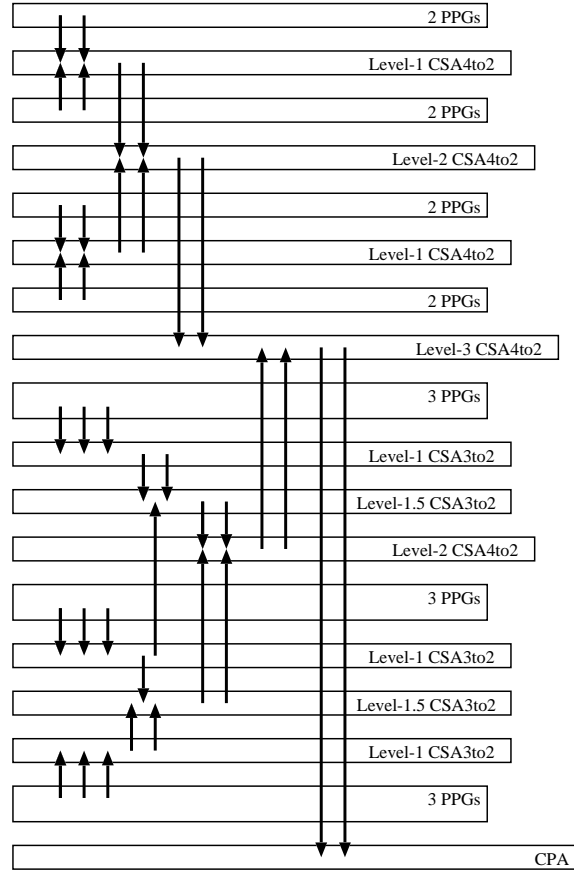 2 PPGs
Level-1 CSA4to2
2 PPGs
Level-2 CSA4to2
2 PPGs
Level-1 CSA4to2
2 PPGs
Level-3 CSA4to2
3 PPGs
Level-1 CSA3to2
Level-1.5 CSA3to2
Level-2 CSA4to2
3 PPGs
Level-1 CSA3to2
Level-1.5 CSA3to2
Level-1 CSA3to2
3 PPGs
CPA